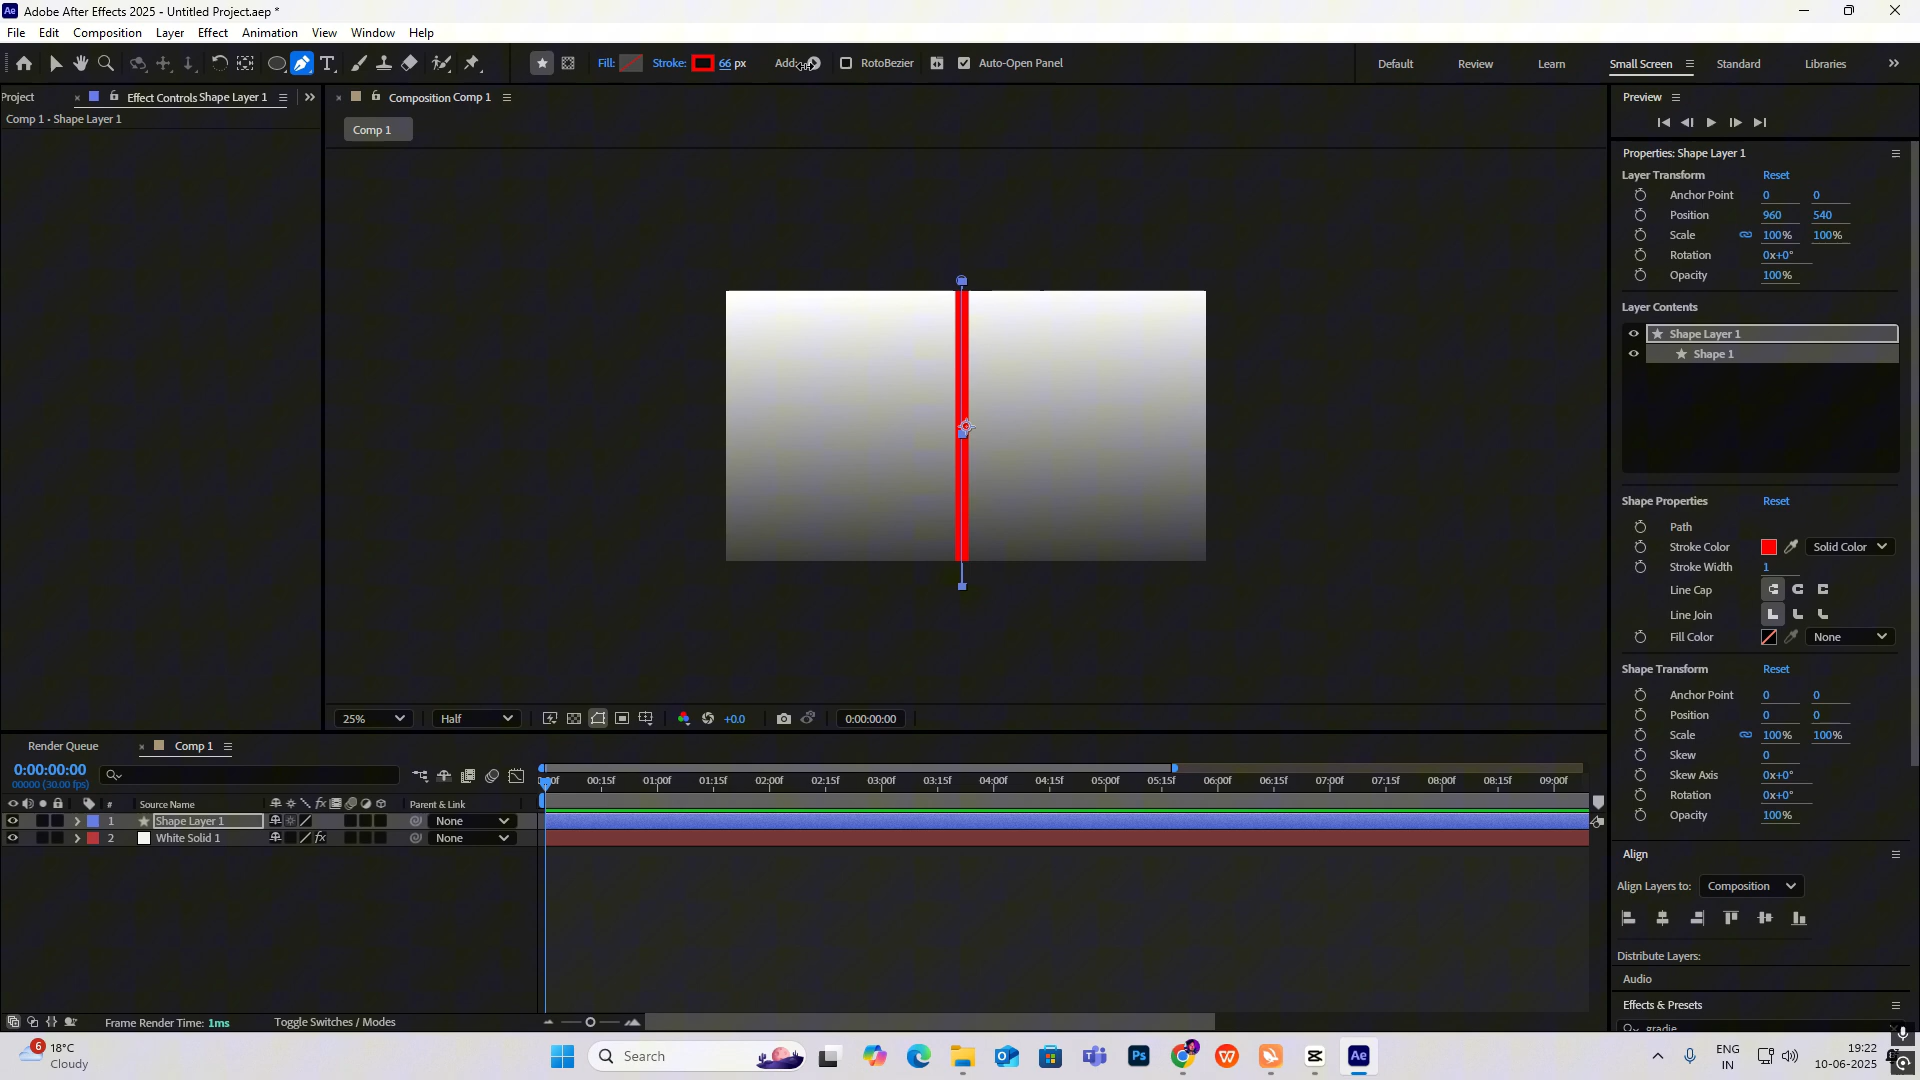 Adobe After Effects 2025 - Untitled Project.aep *
File Edit Composition Layer Effect Animation View Window Help
Fill: Stroke: 66 px Add: RotoBezier Auto-Open Panel
Default Review Learn Small Screen Standard Libraries
Project Effect Controls Shape Layer 1
Comp 1 • Shape Layer 1
Composition Comp 1
Comp 1
Preview
Properties: Shape Layer 1
Layer Transform Reset
Anchor Point 0 0
Position 960 540
Scale 100% 100%
Rotation 0x+0°
Opacity 100%
Layer Contents
Shape Layer 1
Shape 1
Shape Properties Reset
Path
Stroke Color Solid Color
Stroke Width 1
Line Cap
Line Join
Fill Color None
Shape Transform Reset
Anchor Point 0 0
Position 0 0
Scale 100% 100%
Skew 0
Skew Axis 0x+0°
Rotation 0x+0°
Opacity 100%
Align
Align Layers to: Composition
Distribute Layers:
Audio
Effects & Presets
gradie
25% Half +0.0 0:00:00:00
Render Queue Comp 1
0:00:00:00
00000 (30.00 fps)
00:15f 01:00f 01:15f 02:00f 02:15f 03:00f 03:15f 04:00f 04:15f 05:00f 05:15f 06:00f 06:15f 07:00f 07:15f 08:00f 08:15f 09:00f
# Source Name fx Parent & Link
1 Shape Layer 1 None
2 White Solid 1 fx None
Frame Render Time: 1ms Toggle Switches / Modes
6
18°C
Cloudy
Search
Ps
Ae
ENG
IN
19:22
10-06-2025